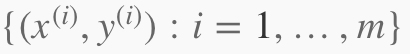 {(x^{(i)}, y^{(i)}) : i = 1, . . . , m}